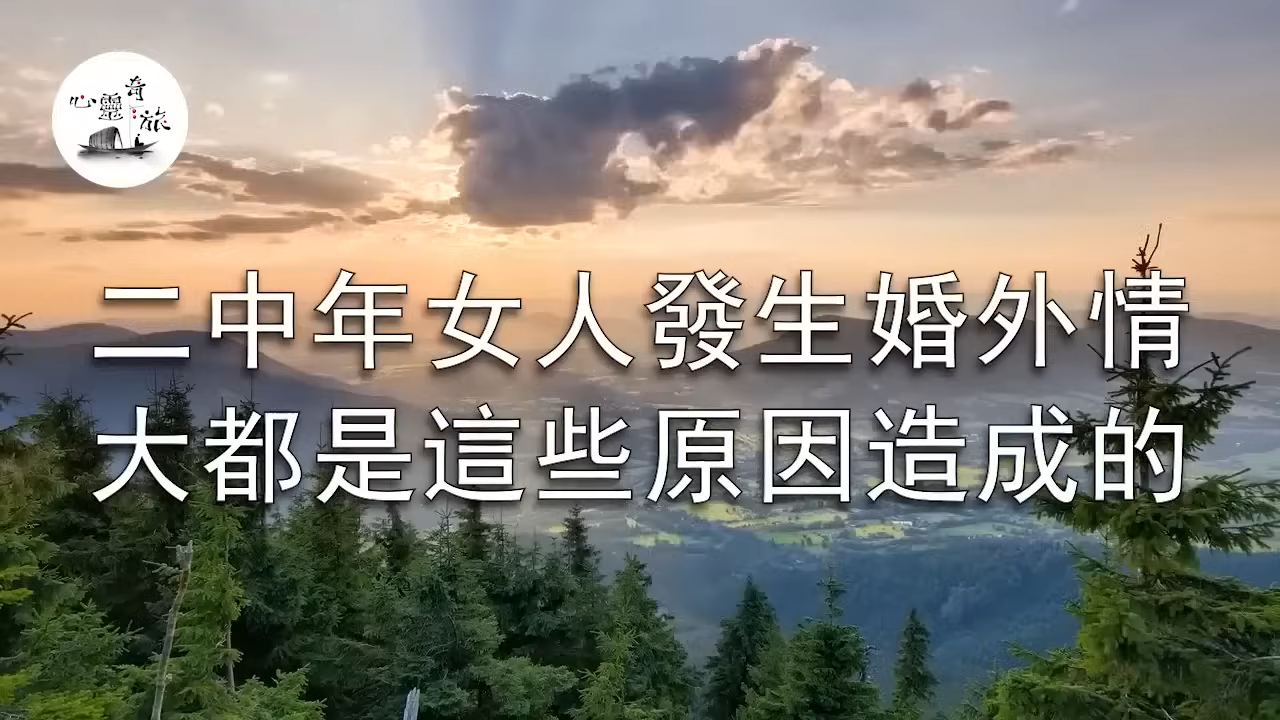 心靈奇旅
二中年女人發生婚外情
大都是這些原因造成的